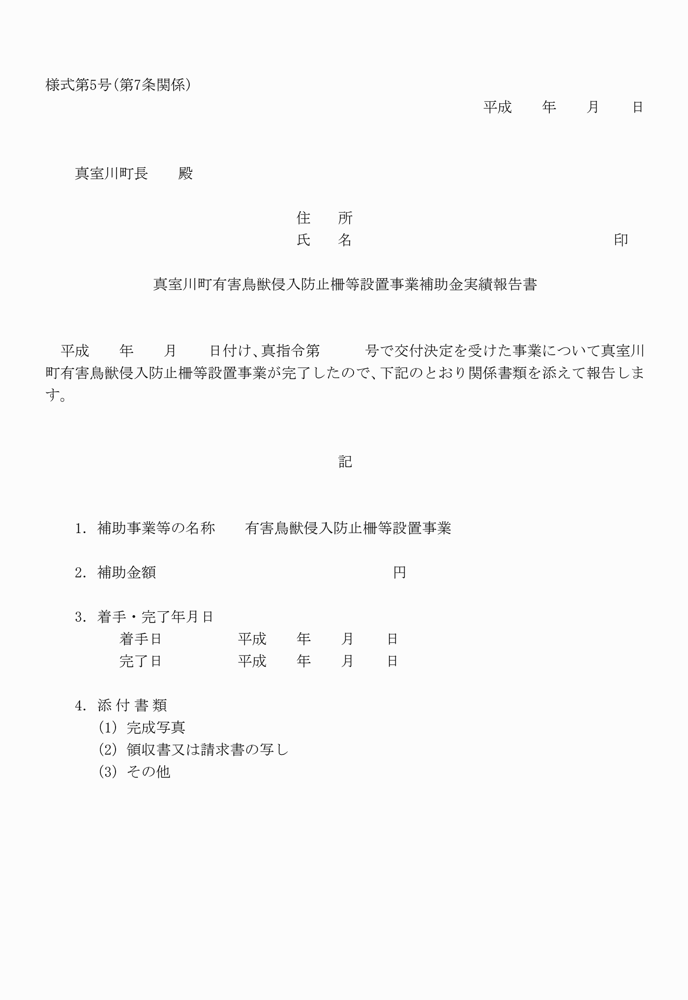 様式第5号(第7条関係)
平成　　年　　月　　日
真室川町長　　殿
住　　所
氏　　名　　　　　　　　　　　　　　　　　　印
真室川町有害鳥獣侵入防止柵等設置事業補助金実績報告書
平成　　年　　月　　日付け、真指令第　　　号で交付決定を受けた事業について真室川
町有害鳥獣侵入防止柵等設置事業が完了したので、下記のとおり関係書類を添えて報告しま
す。
記
1. 補助事業等の名称　　有害鳥獣侵入防止柵等設置事業
2. 補助金額　　　　　　　　　　　　　　　　円
3. 着手・完了年月日
着手日　　　　　平成　　年　　月　　日
完了日　　　　　平成　　年　　月　　日
4. 添付書類
(1) 完成写真
(2) 領収書又は請求書の写し
(3) その他